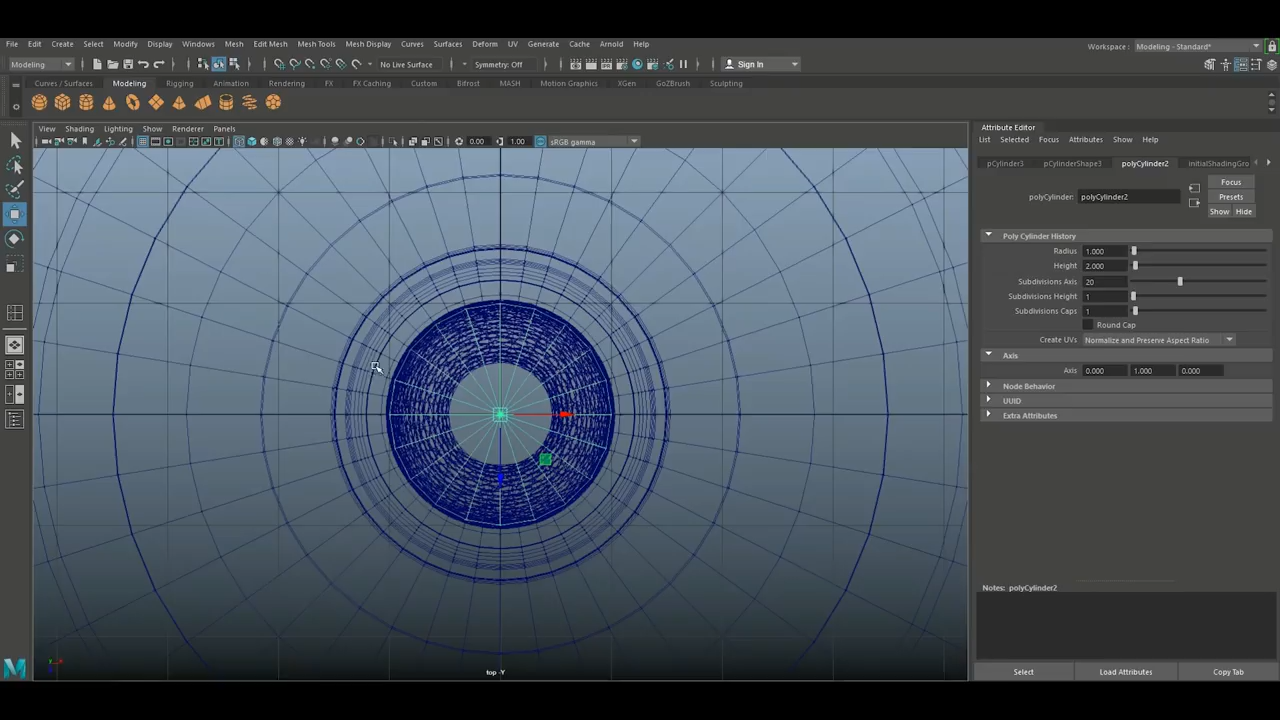 File Edit Create Select Modify Display Windows Mesh Edit Mesh Mesh Tools Mesh Display Curves Surfaces Deform UV Generate Cache Arnold Help
Workspace : Modeling - Standard*
Modeling
No Live Surface
Symmetry: Off
Sign In
Curves / Surfaces Modeling Rigging Animation Rendering FX FX Caching Custom Bifrost MASH Motion Graphics XGen GoZBrush Sculpting
View Shading Lighting Show Renderer Panels
0.00 1.00 sRGB gamma
top -Y
Attribute Editor
List Selected Focus Attributes Show Help
pCylinder3 pCylinderShape3 polyCylinder2 initialShadingGro
polyCylinder: polyCylinder2
Focus
Presets
Show Hide
Poly Cylinder History
Radius 1.000
Height 2.000
Subdivisions Axis 20
Subdivisions Height 1
Subdivisions Caps 1
Round Cap
Create UVs Normalize and Preserve Aspect Ratio
Axis
Axis 0.000 1.000 0.000
Node Behavior
UUID
Extra Attributes
Notes: polyCylinder2
Select Load Attributes Copy Tab